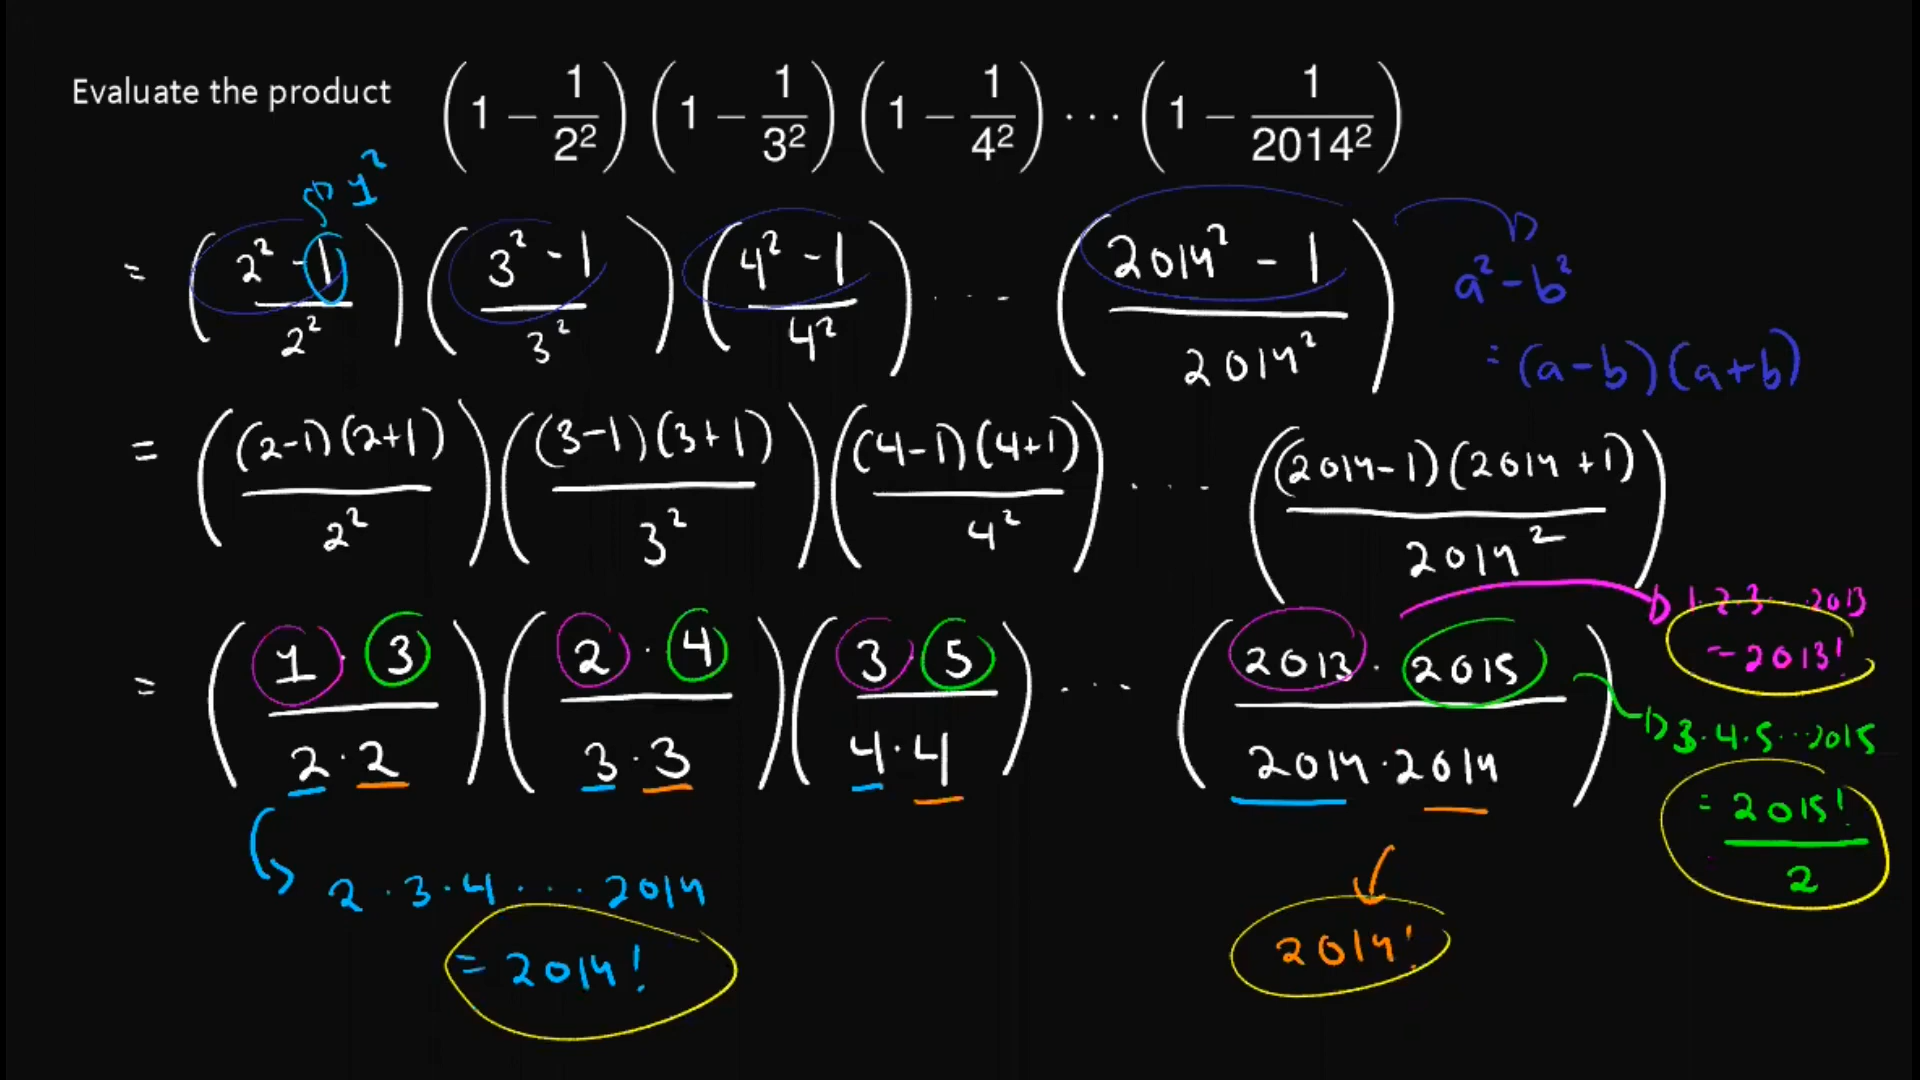 Evaluate the product (1 - 1/2²) (1 - 1/3²) (1 - 1/4²) ··· (1 - 1/2014²)
1²
= ((2² - 1)/2²) ((3² - 1)/3²) ((4² - 1)/4²) ···· ((2014² - 1)/2014²)
a² - b²
= (a-b)(a+b)
= ((2-1)(2+1)/2²) ((3-1)(3+1)/3²) ((4-1)(4+1)/4²) ···· ((2014-1)(2014+1)/2014²)
1·2·3···2013
= 2013!
= (1·3/2·2) (2·4/3·3) (3·5/4·4) ··· (2013·2015/2014·2014)
3·4·5···2015
= 2015!/2
2·3·4····2014
= 2014!
2014!